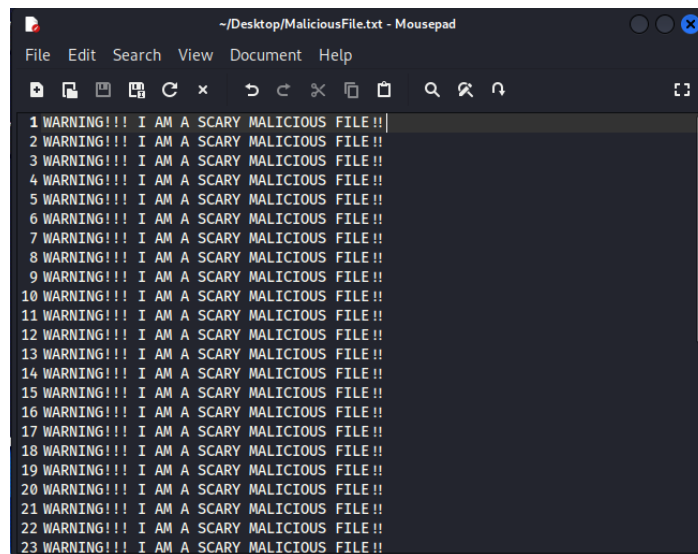 ~/Desktop/MaliciousFile.txt - Mousepad
File Edit Search View Document Help
1 WARNING!!! I AM A SCARY MALICIOUS FILE!!
2 WARNING!!! I AM A SCARY MALICIOUS FILE!!
3 WARNING!!! I AM A SCARY MALICIOUS FILE!!
4 WARNING!!! I AM A SCARY MALICIOUS FILE!!
5 WARNING!!! I AM A SCARY MALICIOUS FILE!!
6 WARNING!!! I AM A SCARY MALICIOUS FILE!!
7 WARNING!!! I AM A SCARY MALICIOUS FILE!!
8 WARNING!!! I AM A SCARY MALICIOUS FILE!!
9 WARNING!!! I AM A SCARY MALICIOUS FILE!!
10 WARNING!!! I AM A SCARY MALICIOUS FILE!!
11 WARNING!!! I AM A SCARY MALICIOUS FILE!!
12 WARNING!!! I AM A SCARY MALICIOUS FILE!!
13 WARNING!!! I AM A SCARY MALICIOUS FILE!!
14 WARNING!!! I AM A SCARY MALICIOUS FILE!!
15 WARNING!!! I AM A SCARY MALICIOUS FILE!!
16 WARNING!!! I AM A SCARY MALICIOUS FILE!!
17 WARNING!!! I AM A SCARY MALICIOUS FILE!!
18 WARNING!!! I AM A SCARY MALICIOUS FILE!!
19 WARNING!!! I AM A SCARY MALICIOUS FILE!!
20 WARNING!!! I AM A SCARY MALICIOUS FILE!!
21 WARNING!!! I AM A SCARY MALICIOUS FILE!!
22 WARNING!!! I AM A SCARY MALICIOUS FILE!!
23 WARNING!!! I AM A SCARY MALICIOUS FILE!!